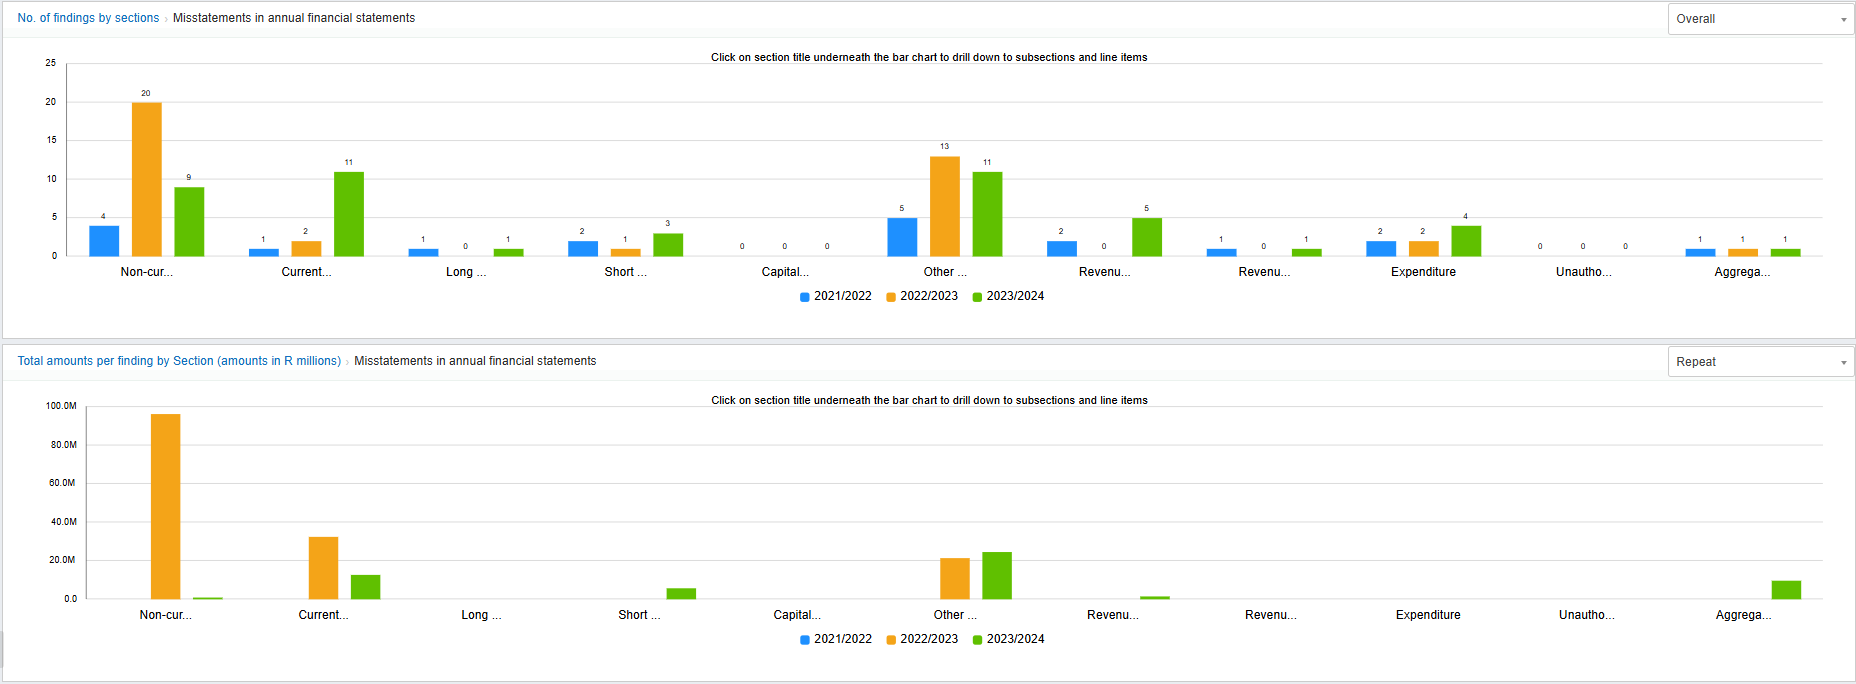 No. of findings by sections › Misstatements in annual financial statements
Overall
Click on section title underneath the bar chart to drill down to subsections and line items
25
20
15
10
5
0
4 20 9 1 2 11 1 0 1 2 1 3 0 0 0 5 13 11 2 0 5 1 0 1 2 2 4 0 0 0 1 1 1
Non-cur... Current... Long ... Short ... Capital... Other ... Revenu... Revenu... Expenditure Unautho... Aggrega...
2021/2022 2022/2023 2023/2024
Total amounts per finding by Section (amounts in R millions) › Misstatements in annual financial statements
Repeat
Click on section title underneath the bar chart to drill down to subsections and line items
100.0M
80.0M
60.0M
40.0M
20.0M
0.0
Non-cur... Current... Long ... Short ... Capital... Other ... Revenu... Revenu... Expenditure Unautho... Aggrega...
2021/2022 2022/2023 2023/2024